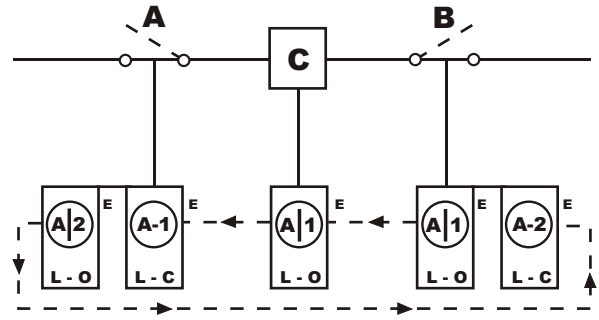 A B
C
E E E E E
A|2 A-1 A|1 A|1 A-2
L - O L - C L - O L - O L - C